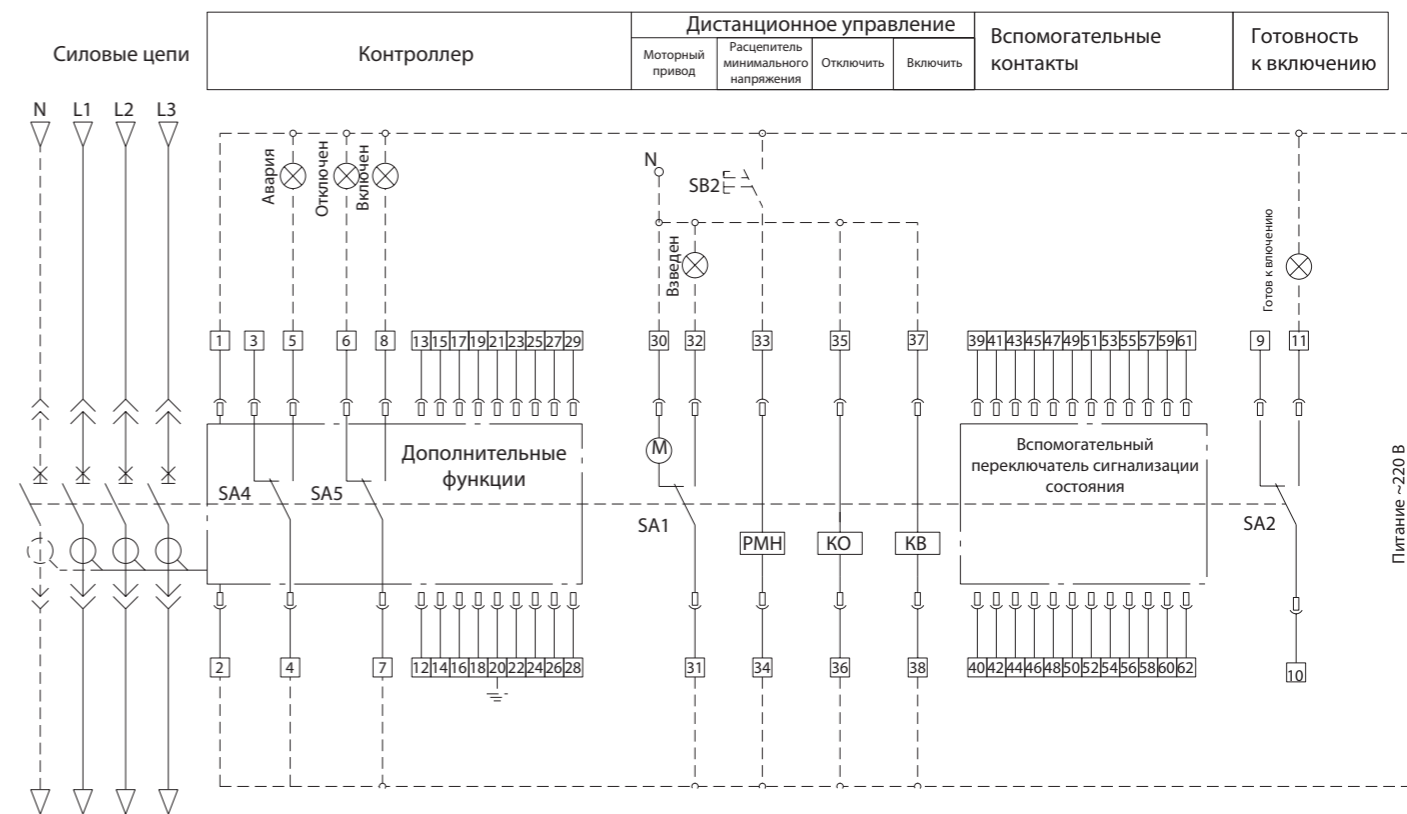 Силовые цепи
Контроллер
Дистанционное управление
Моторный
привод
Расцепитель
минимального
напряжения
Отключить
Включить
Вспомогательные
контакты
Готовность
к включению
N L1 L2 L3
Авария
Отключен
Включен
N
SB2
Взведен
Готов к влючению
1 3 5 6 8 13 15 17 19 21 23 25 27 29 30 32 33 35 37 39 41 43 45 47 49 51 53 55 57 59 61 9 11
Дополнительные
функции
M
Вспомогательный
переключатель сигнализации
состояния
SA4 SA5
SA1
SA2
РМН КО КВ
Питание ~220 В
2 4 7 12 14 16 18 20 22 24 26 28 31 34 36 38 40 42 44 46 48 50 52 54 56 58 60 62 10